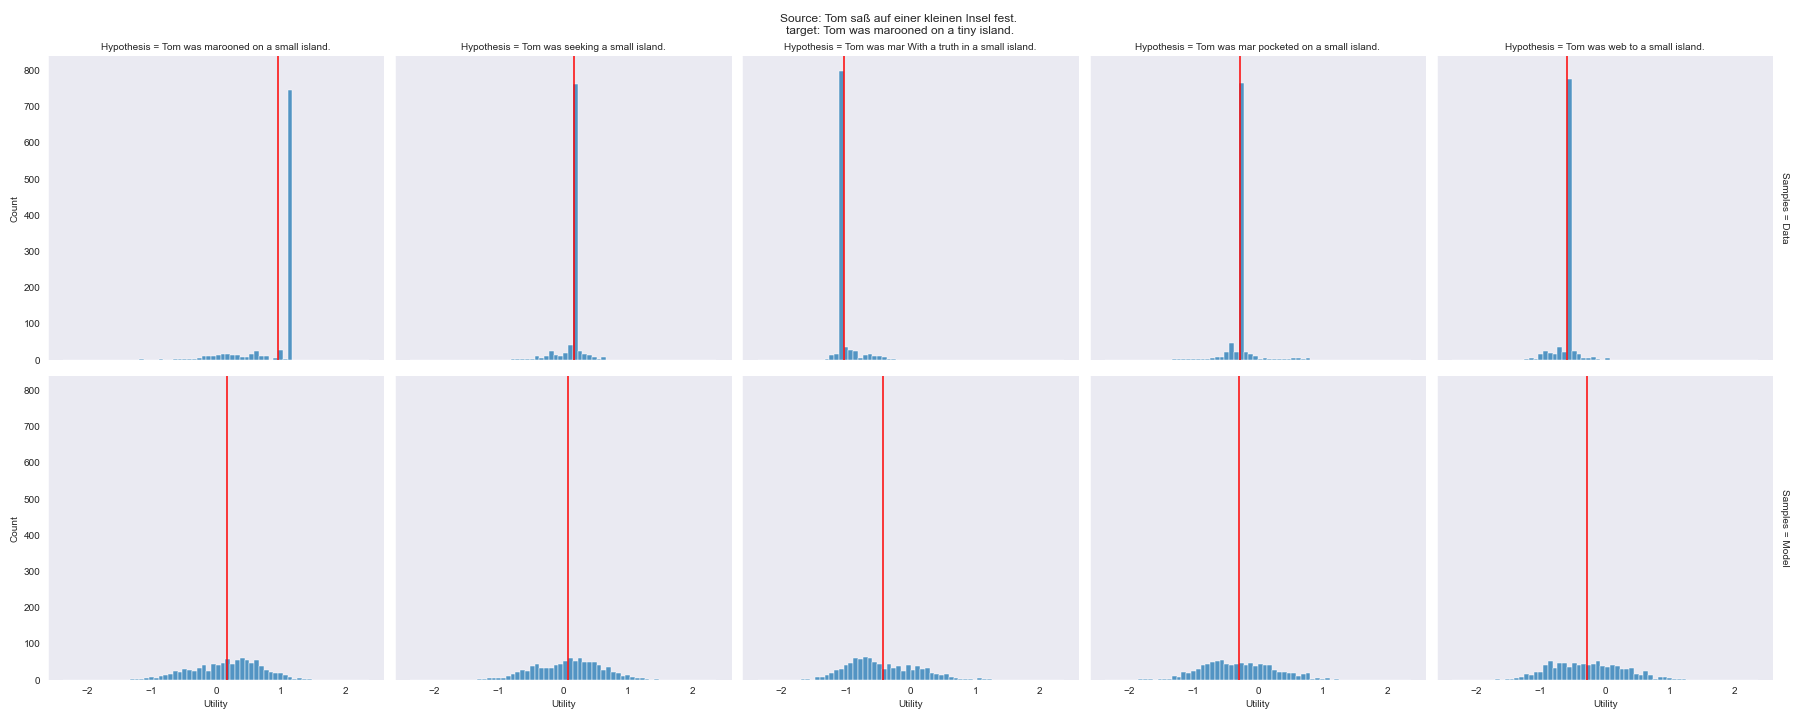 Source: Tom saß auf einer kleinen Insel fest.
target: Tom was marooned on a tiny island.
Hypothesis = Tom was marooned on a small island.
Hypothesis = Tom was seeking a small island.
Hypothesis = Tom was mar With a truth in a small island.
Hypothesis = Tom was mar pocketed on a small island.
Hypothesis = Tom was web to a small island.
800
700
600
500
400
300
200
100
0
Count
Samples = Data
800
700
600
500
400
300
200
100
0
Count
Samples = Model
−2 −1 0 1 2
Utility
−2 −1 0 1 2
Utility
−1 0 1 2
Utility
−2 −1 0 1 2
Utility
−2 −1 0 1 2
Utility